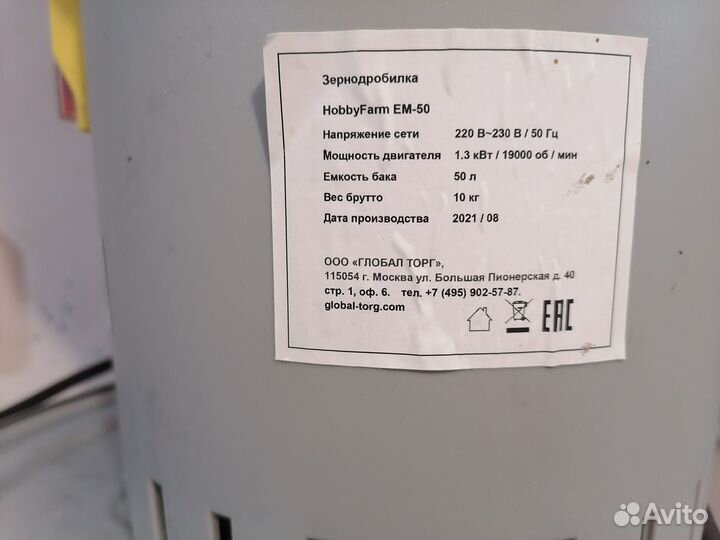 Зернодробилка
HobbyFarm EM-50
Напряжение сети 220 В~230 В / 50 Гц
Мощность двигателя 1.3 кВт / 19000 об / мин
Емкость бака 50 л
Вес брутто 10 кг
Дата производства 2021 / 08
ООО «ГЛОБАЛ ТОРГ»,
115054 г. Москва ул. Большая Пионерская д. 40
стр. 1, оф. 6. тел. +7 (495) 902-57-87.
global-torg.com
EAC
Avito